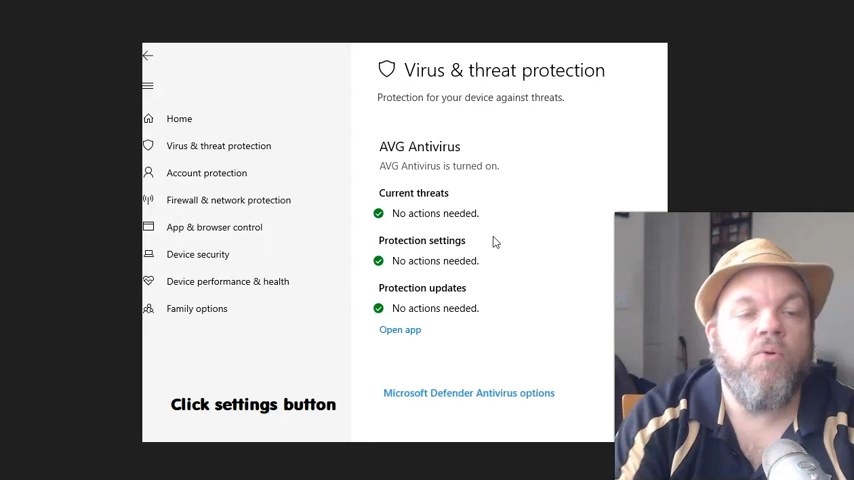 Virus & threat protection
Protection for your device against threats.
Home
Virus & threat protection
Account protection
Firewall & network protection
App & browser control
Device security
Device performance & health
Family options
AVG Antivirus
AVG Antivirus is turned on.
Current threats
No actions needed.
Protection settings
No actions needed.
Protection updates
No actions needed.
Open app
Microsoft Defender Antivirus options
Click settings button